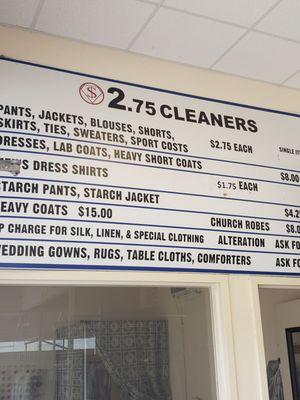 $ 2.75 CLEANERS
PANTS, JACKETS, BLOUSES, SHORTS,
SKIRTS, TIES, SWEATERS, SPORT COSTS $2.75 EACH SINGLE
DRESSES, LAB COATS, HEAVY SHORT COATS $8.00
DRESS SHIRTS $1.75 EACH
STARCH PANTS, STARCH JACKET
HEAVY COATS $15.00 CHURCH ROBES
CHARGE FOR SILK, LINEN, & SPECIAL CLOTHING ALTERATION ASK
WEDDING GOWNS, RUGS, TABLE CLOTHS, COMFORTERS ASK